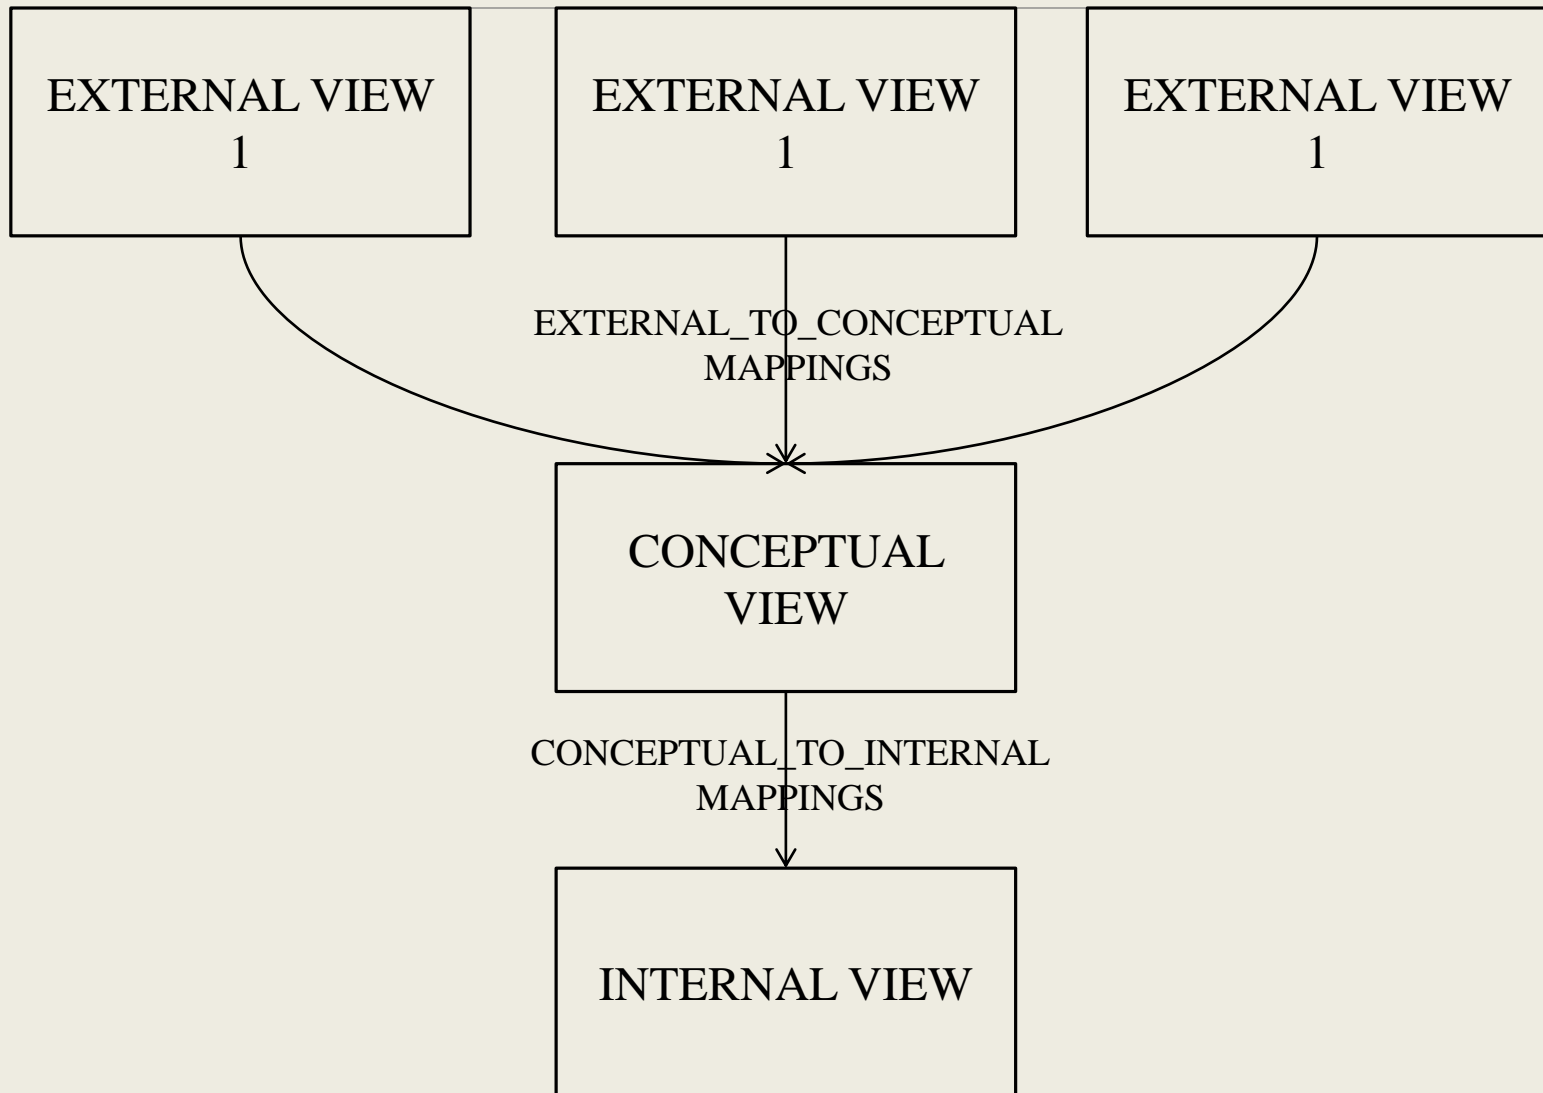 EXTERNAL VIEW
1
EXTERNAL VIEW
1
EXTERNAL VIEW
1
EXTERNAL_TO_CONCEPTUAL
MAPPINGS
CONCEPTUAL
VIEW
CONCEPTUAL_TO_INTERNAL
MAPPINGS
INTERNAL VIEW